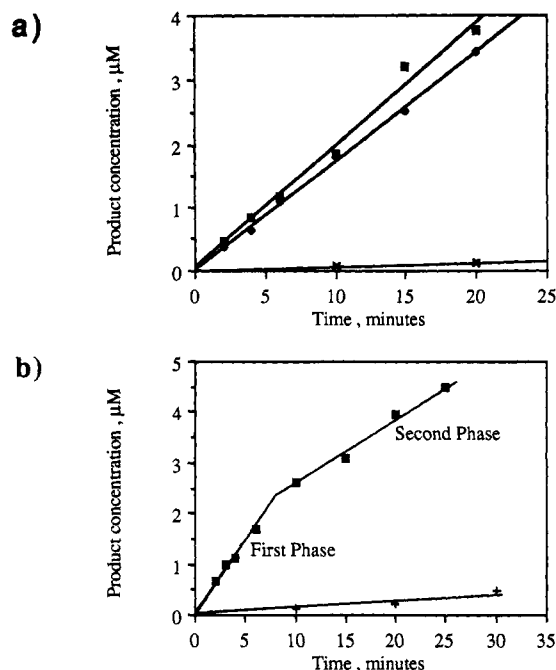 a)
Product concentration , µM
4
3
2
1
0
0 5 10 15 20 25
Time , minutes
b)
Product concentration, µM
5
4
3
2
1
0
Second Phase
First Phase
0 5 10 15 20 25 30
Time, minutes